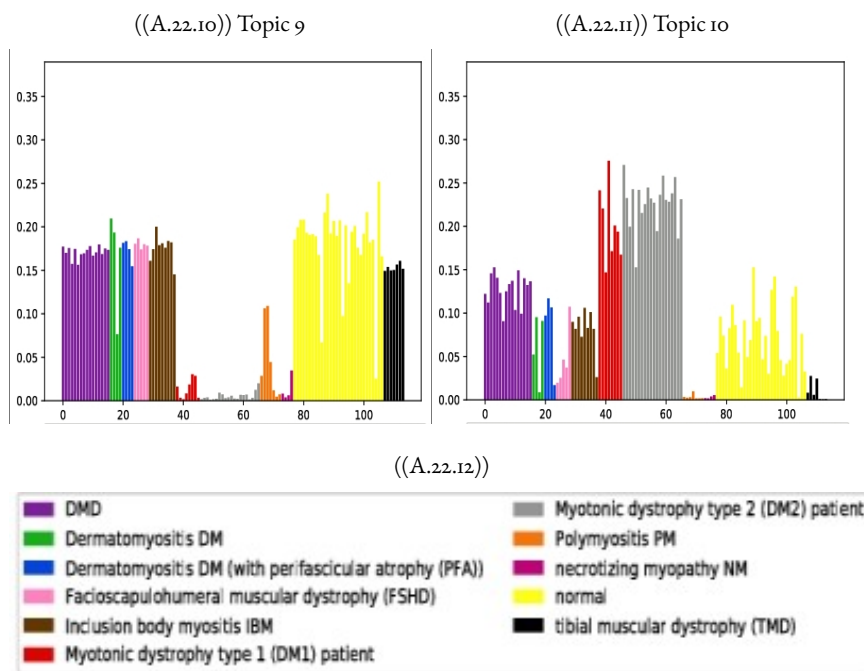 ((A.22.10)) Topic 9
((A.22.11)) Topic 10
0.35
0.30
0.25
0.20
0.15
0.10
0.05
0.00
0 20 40 60 80 100
0.35
0.30
0.25
0.20
0.15
0.10
0.05
0.00
0 20 40 60 80 100
((A.22.12))
DMD
Dermatomyositis DM
Dermatomyositis DM (with perifascicular atrophy (PFA))
Facioscapulohumeral muscular dystrophy (FSHD)
Inclusion body myositis IBM
Myotonic dystrophy type 1 (DM1) patient
Myotonic dystrophy type 2 (DM2) patient
Polymyositis PM
necrotizing myopathy NM
normal
tibial muscular dystrophy (TMD)